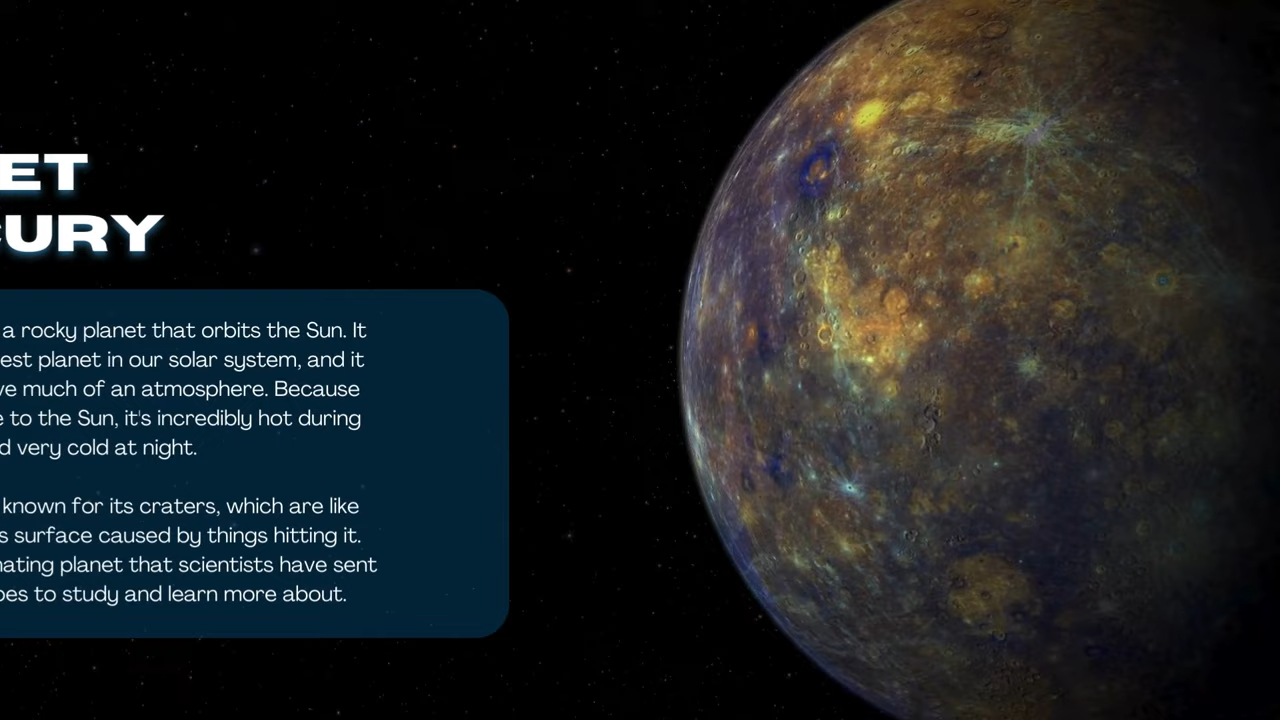 ET
CURY
a rocky planet that orbits the Sun. It
est planet in our solar system, and it
ve much of an atmosphere. Because
e to the Sun, it's incredibly hot during
d very cold at night.
known for its craters, which are like
s surface caused by things hitting it.
nating planet that scientists have sent
bes to study and learn more about.